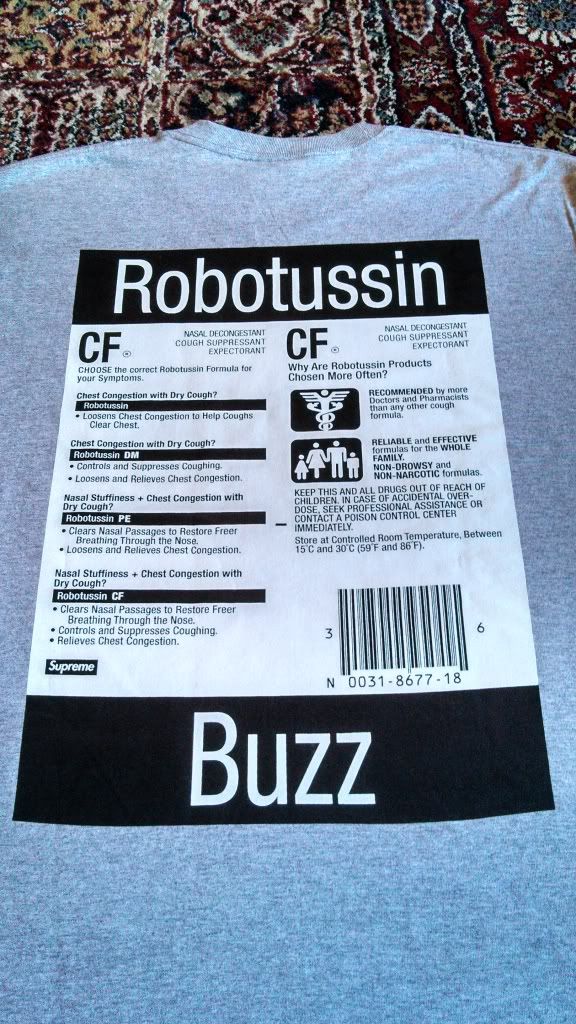 Robotussin
CF®
NASAL DECONGESTANT
COUGH SUPPRESSANT
EXPECTORANT
CHOOSE the correct Robotussin Formula for
your Symptoms.
Chest Congestion with Dry Cough?
Robotussin
• Loosens Chest Congestion to Help Coughs
Clear Chest.
Chest Congestion with Dry Cough?
Robotussin DM
• Controls and Suppresses Coughing.
• Loosens and Relieves Chest Congestion.
Nasal Stuffiness + Chest Congestion with
Dry Cough?
Robotussin PE
• Clears Nasal Passages to Restore Freer
Breathing Through the Nose.
• Loosens and Relieves Chest Congestion.
Nasal Stuffiness + Chest Congestion with
Dry Cough?
Robotussin CF
• Clears Nasal Passages to Restore Freer
Breathing Through the Nose.
• Controls and Suppresses Coughing.
• Relieves Chest Congestion.
Supreme
CF®
NASAL DECONGESTANT
COUGH SUPPRESSANT
EXPECTORANT
Why Are Robotussin Products
Chosen More Often?
RECOMMENDED by more
Doctors and Pharmacists
than any other cough
formula.
RELIABLE and EFFECTIVE
formulas for the WHOLE
FAMILY.
NON-DROWSY and
NON-NARCOTIC formulas.
KEEP THIS AND ALL DRUGS OUT OF REACH OF
CHILDREN. IN CASE OF ACCIDENTAL OVER-
DOSE, SEEK PROFESSIONAL ASSISTANCE OR
CONTACT A POISON CONTROL CENTER
IMMEDIATELY.
Store at Controlled Room Temperature, Between
15°C and 30°C (59°F and 86°F).
3 6
N 0031-8677-18
Buzz